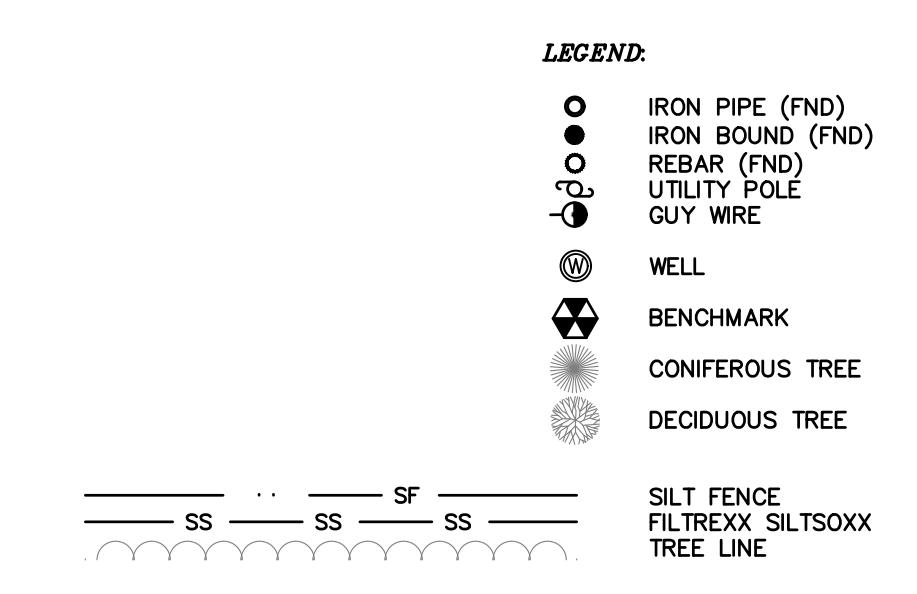 LEGEND:
IRON PIPE (FND)
IRON BOUND (FND)
REBAR (FND)
UTILITY POLE
GUY WIRE
W WELL
BENCHMARK
CONIFEROUS TREE
DECIDUOUS TREE
SF SILT FENCE
SS SS SS FILTREXX SILTSOXX
TREE LINE